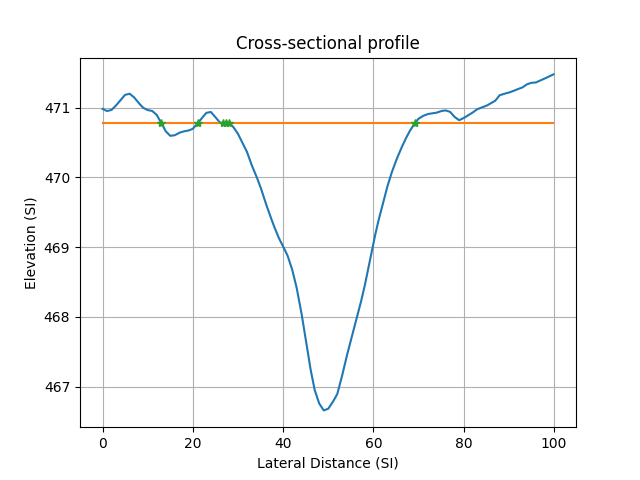 Cross-sectional profile
471
470
469
468
467
Elevation (SI)
0 20 40 60 80 100
Lateral Distance (SI)